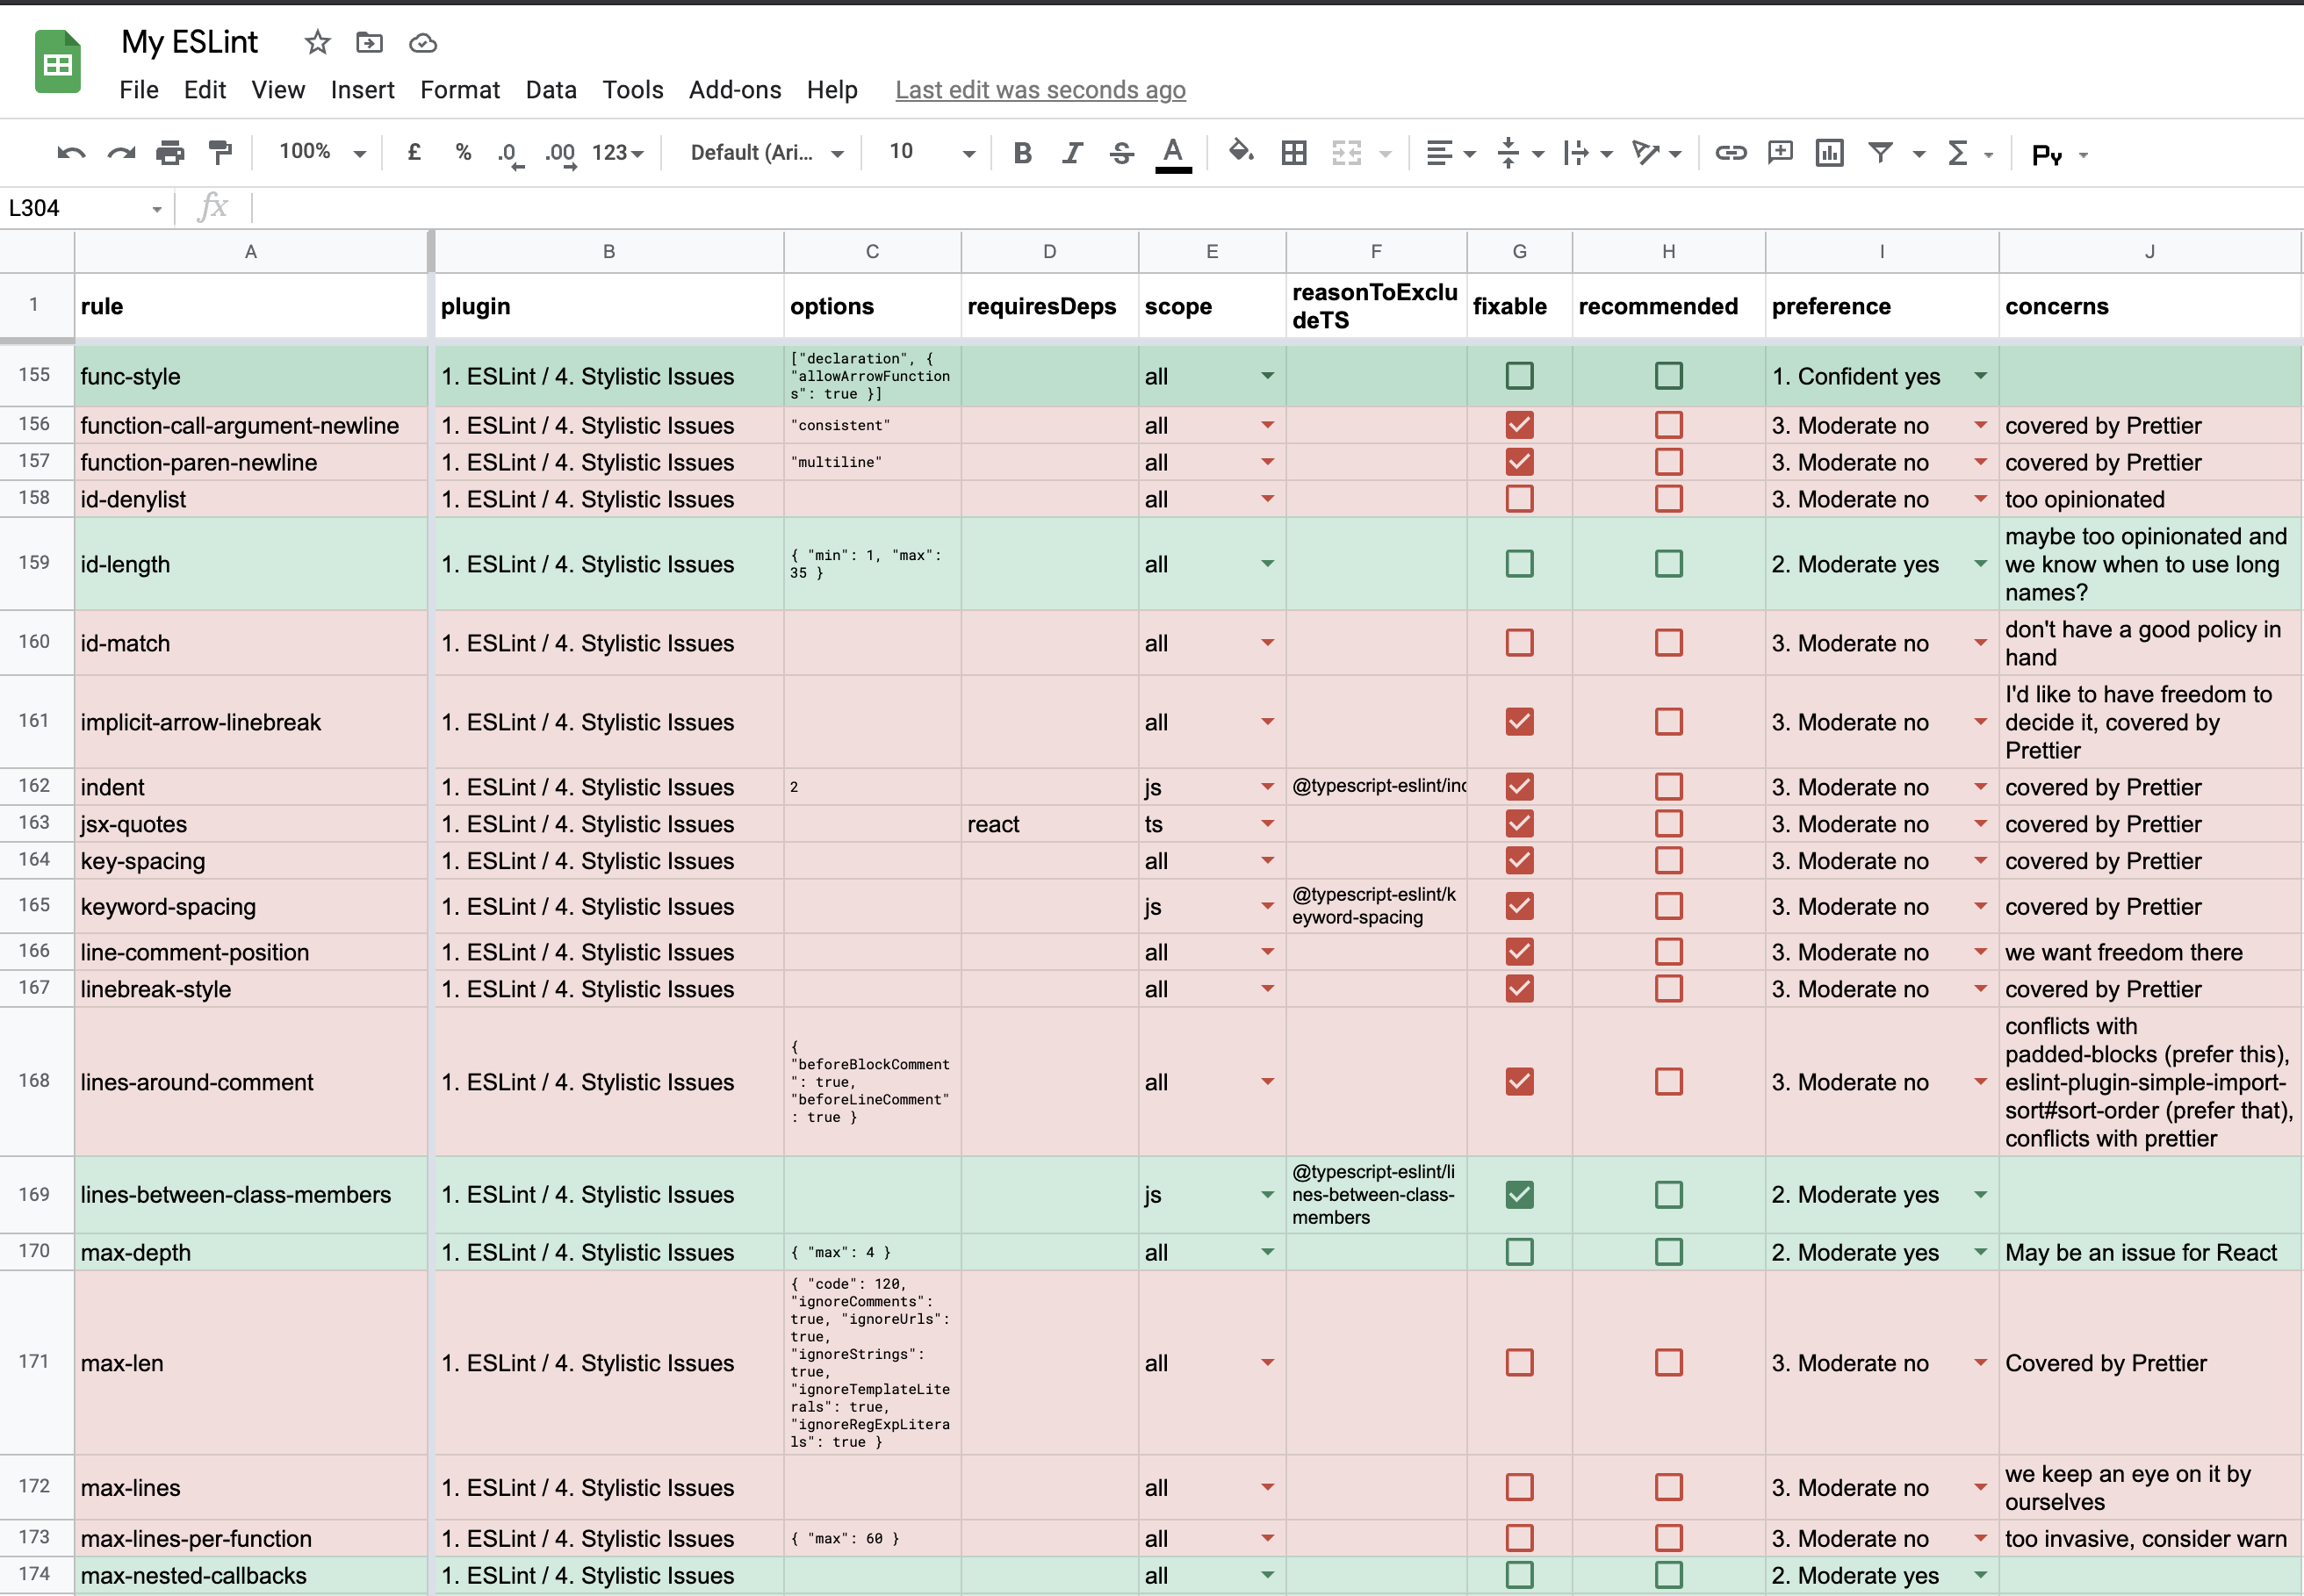 My ESLint
File Edit View Insert Format Data Tools Add-ons Help Last edit was seconds ago
100% £ % .0 .00 123 Default (Ari... 10 B I S A Σ Py
L304 fx
A B C D E F G H I J
1 rule plugin options requiresDeps scope reasonToExclu fixable recommended preference concerns
deTS
155 func-style 1. ESLint / 4. Stylistic Issues ["declaration", { all 1. Confident yes
"allowArrowFunction
s": true }]
156 function-call-argument-newline 1. ESLint / 4. Stylistic Issues "consistent" all 3. Moderate no covered by Prettier
157 function-paren-newline 1. ESLint / 4. Stylistic Issues "multiline" all 3. Moderate no covered by Prettier
158 id-denylist 1. ESLint / 4. Stylistic Issues all 3. Moderate no too opinionated
159 id-length 1. ESLint / 4. Stylistic Issues { "min": 1, "max": all 2. Moderate yes maybe too opinionated and
35 } we know when to use long
names?
160 id-match 1. ESLint / 4. Stylistic Issues all 3. Moderate no don't have a good policy in
hand
161 implicit-arrow-linebreak 1. ESLint / 4. Stylistic Issues all 3. Moderate no I'd like to have freedom to
decide it, covered by
Prettier
162 indent 1. ESLint / 4. Stylistic Issues 2 js @typescript-eslint/ind 3. Moderate no covered by Prettier
163 jsx-quotes 1. ESLint / 4. Stylistic Issues react ts 3. Moderate no covered by Prettier
164 key-spacing 1. ESLint / 4. Stylistic Issues all 3. Moderate no covered by Prettier
165 keyword-spacing 1. ESLint / 4. Stylistic Issues js @typescript-eslint/k 3. Moderate no covered by Prettier
eyword-spacing
166 line-comment-position 1. ESLint / 4. Stylistic Issues all 3. Moderate no we want freedom there
167 linebreak-style 1. ESLint / 4. Stylistic Issues all 3. Moderate no covered by Prettier
168 lines-around-comment 1. ESLint / 4. Stylistic Issues { all 3. Moderate no conflicts with
"beforeBlockComment padded-blocks (prefer this),
": true, eslint-plugin-simple-import-
"beforeLineComment" sort#sort-order (prefer that),
: true } conflicts with prettier
169 lines-between-class-members 1. ESLint / 4. Stylistic Issues js @typescript-eslint/li 2. Moderate yes
nes-between-class-
members
170 max-depth 1. ESLint / 4. Stylistic Issues { "max": 4 } all 2. Moderate yes May be an issue for React
171 max-len 1. ESLint / 4. Stylistic Issues { "code": 120, all 3. Moderate no Covered by Prettier
"ignoreComments":
true, "ignoreUrls":
true,
"ignoreStrings":
true,
"ignoreTemplateLite
rals": true,
"ignoreRegExpLitera
ls": true }
172 max-lines 1. ESLint / 4. Stylistic Issues all 3. Moderate no we keep an eye on it by
ourselves
173 max-lines-per-function 1. ESLint / 4. Stylistic Issues { "max": 60 } all 3. Moderate no too invasive, consider warn
174 max-nested-callbacks 1. ESLint / 4. Stylistic Issues all 2. Moderate yes